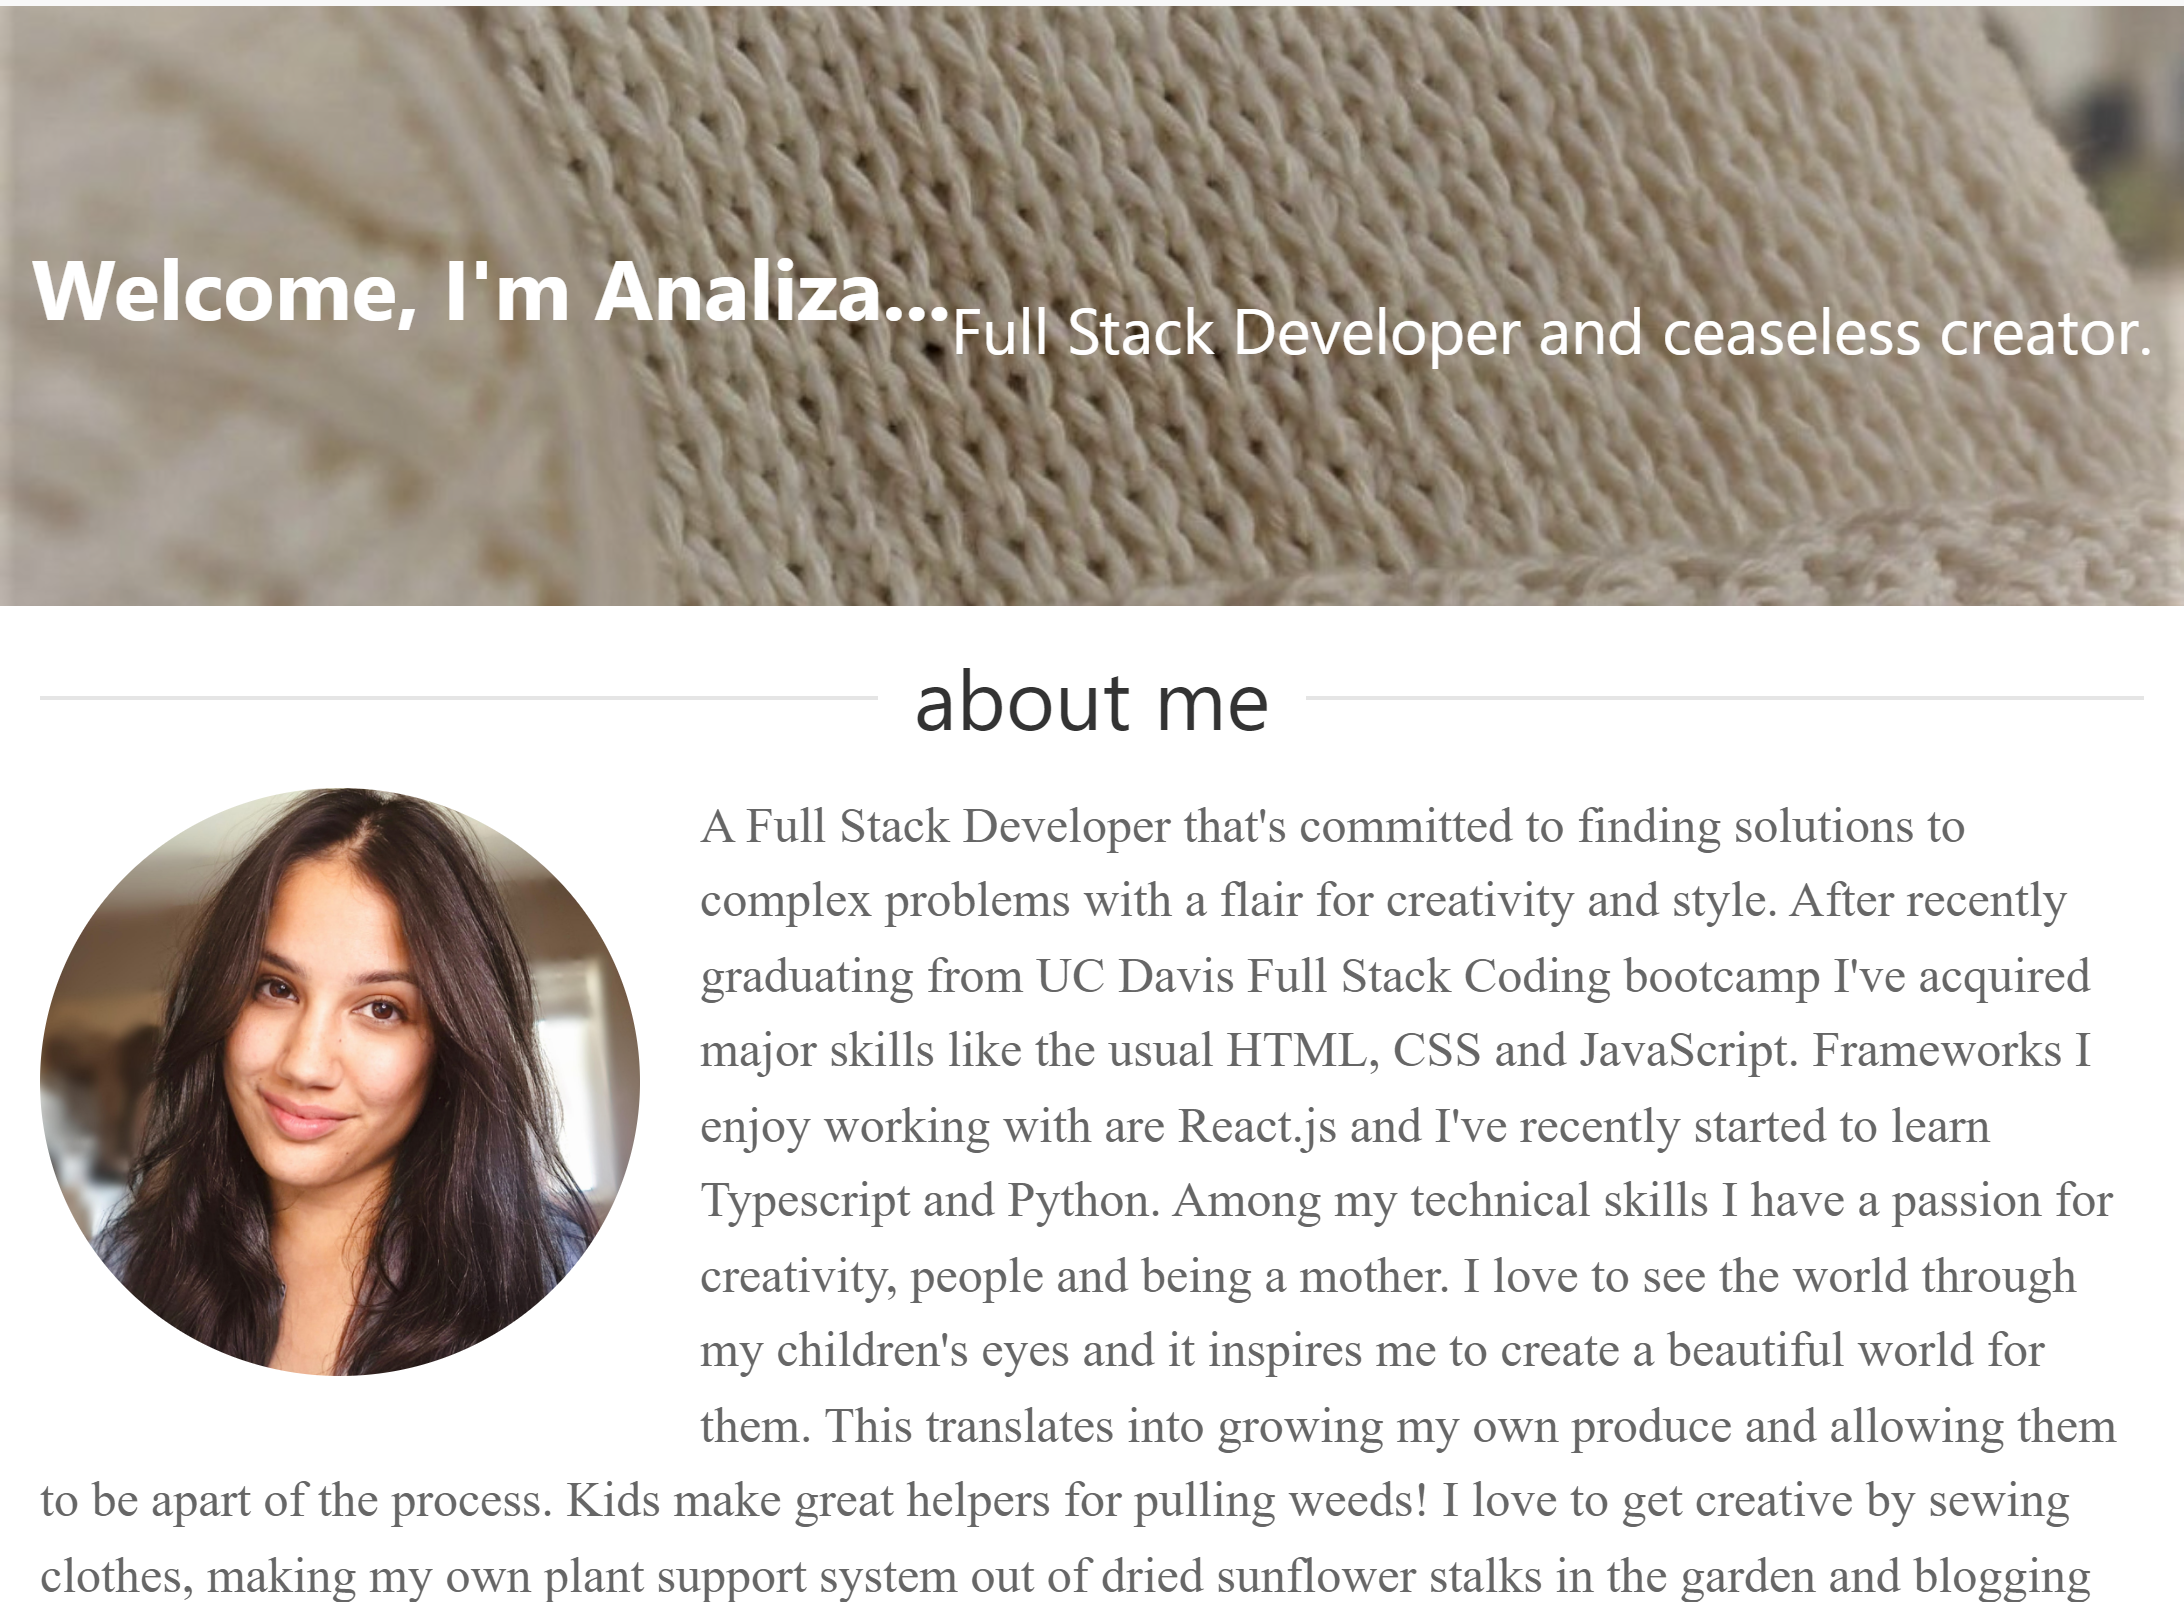 Welcome, I'm Analiza...
Full Stack Developer and ceaseless creator.
about me
A Full Stack Developer that's committed to finding solutions to
complex problems with a flair for creativity and style. After recently
graduating from UC Davis Full Stack Coding bootcamp I've acquired
major skills like the usual HTML, CSS and JavaScript. Frameworks I
enjoy working with are React.js and I've recently started to learn
Typescript and Python. Among my technical skills I have a passion for
creativity, people and being a mother. I love to see the world through
my children's eyes and it inspires me to create a beautiful world for
them. This translates into growing my own produce and allowing them
to be apart of the process. Kids make great helpers for pulling weeds! I love to get creative by sewing
clothes, making my own plant support system out of dried sunflower stalks in the garden and blogging